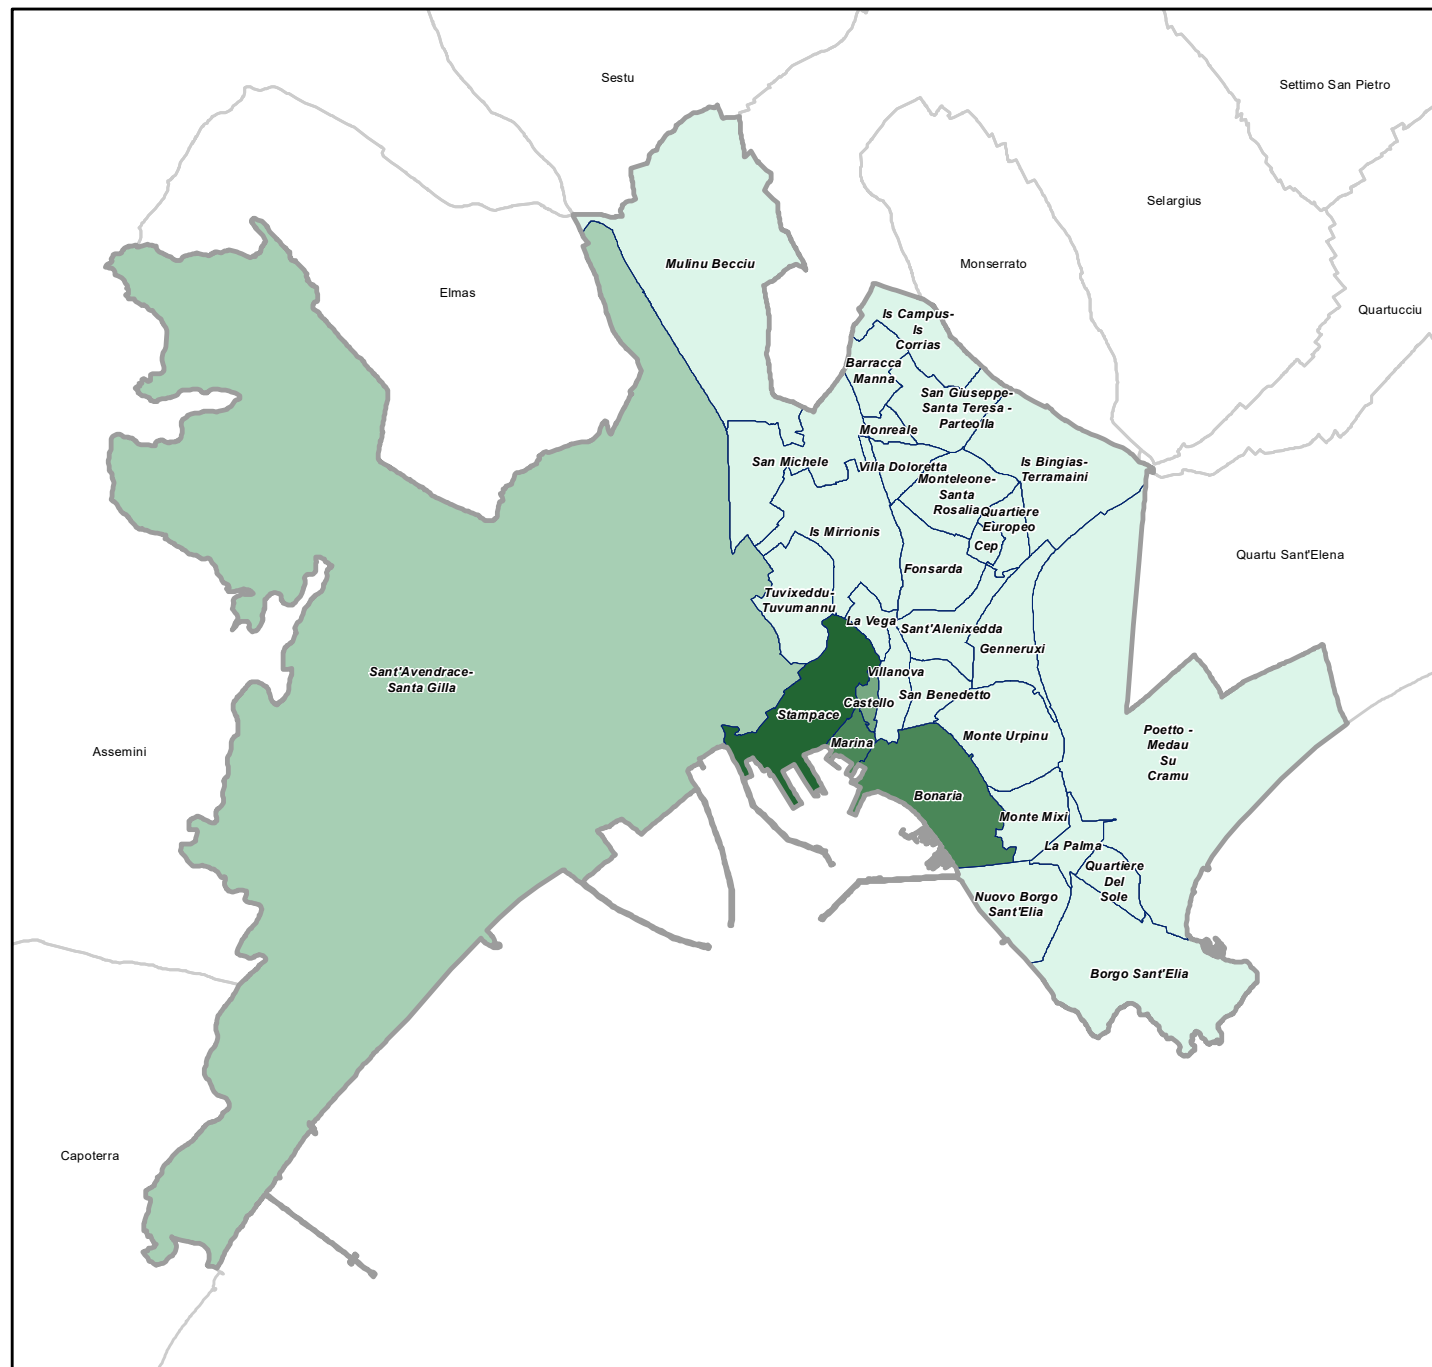 Sestu
Settimo San Pietro
Selargius
Mulinu Becciu
Monserrato
Elmas
Quartucciu
Is Campus-
Is
Corrias
Barracca
Manna
San Giuseppe-
Santa Teresa -
Parteolla
Monreale
San Michele
Villa Doloretta
Is Bingias-
Terramaini
Monteleone-
Santa
Rosalia
Quartiere
Europeo
Is Mirrionis
Cep
Quartu Sant'Elena
Fonsarda
Tuvixeddu-
Tuvumannu
La Vega
Sant'Alenixedda
Genneruxi
Sant'Avendrace-
Santa Gilla
Villanova
San Benedetto
Castello
Stampace
Marina
Monte Urpinu
Poetto -
Medau
Su
Cramu
Assemini
Bonaria
Monte Mixi
La Palma
Quartiere
Del
Sole
Nuovo Borgo
Sant'Elia
Borgo Sant'Elia
Capoterra